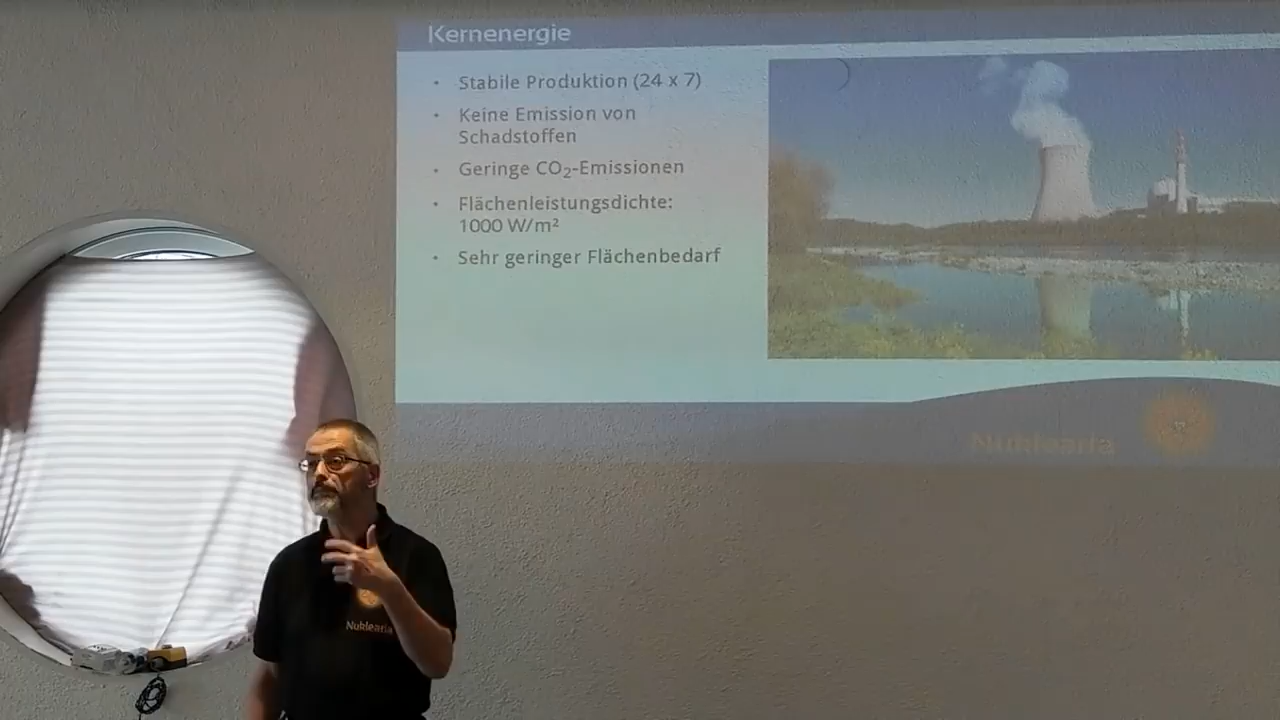 Kernenergie
• Stabile Produktion (24 x 7)
• Keine Emission von
Schadstoffen
• Geringe CO₂-Emissionen
• Flächenleistungsdichte:
1000 W/m²
• Sehr geringer Flächenbedarf
Nuklearia
Nuklearia